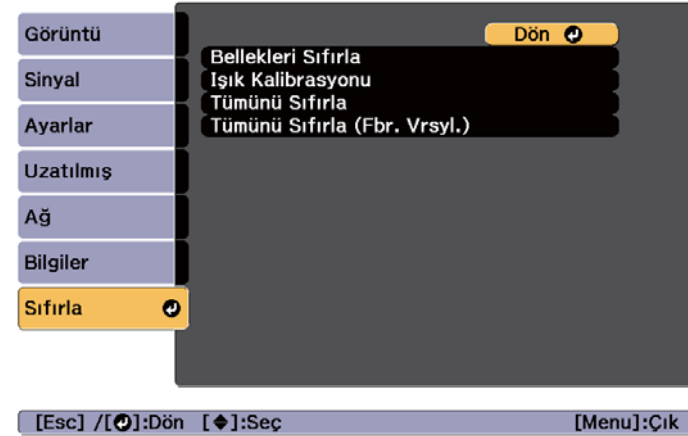 Görüntü
Sinyal
Ayarlar
Uzatılmış
Ağ
Bilgiler
Sıfırla
Dön
Bellekleri Sıfırla
Işık Kalibrasyonu
Tümünü Sıfırla
Tümünü Sıfırla (Fbr. Vrsyl.)
[Esc] /[⏎]:Dön [◆]:Seç [Menu]:Çık